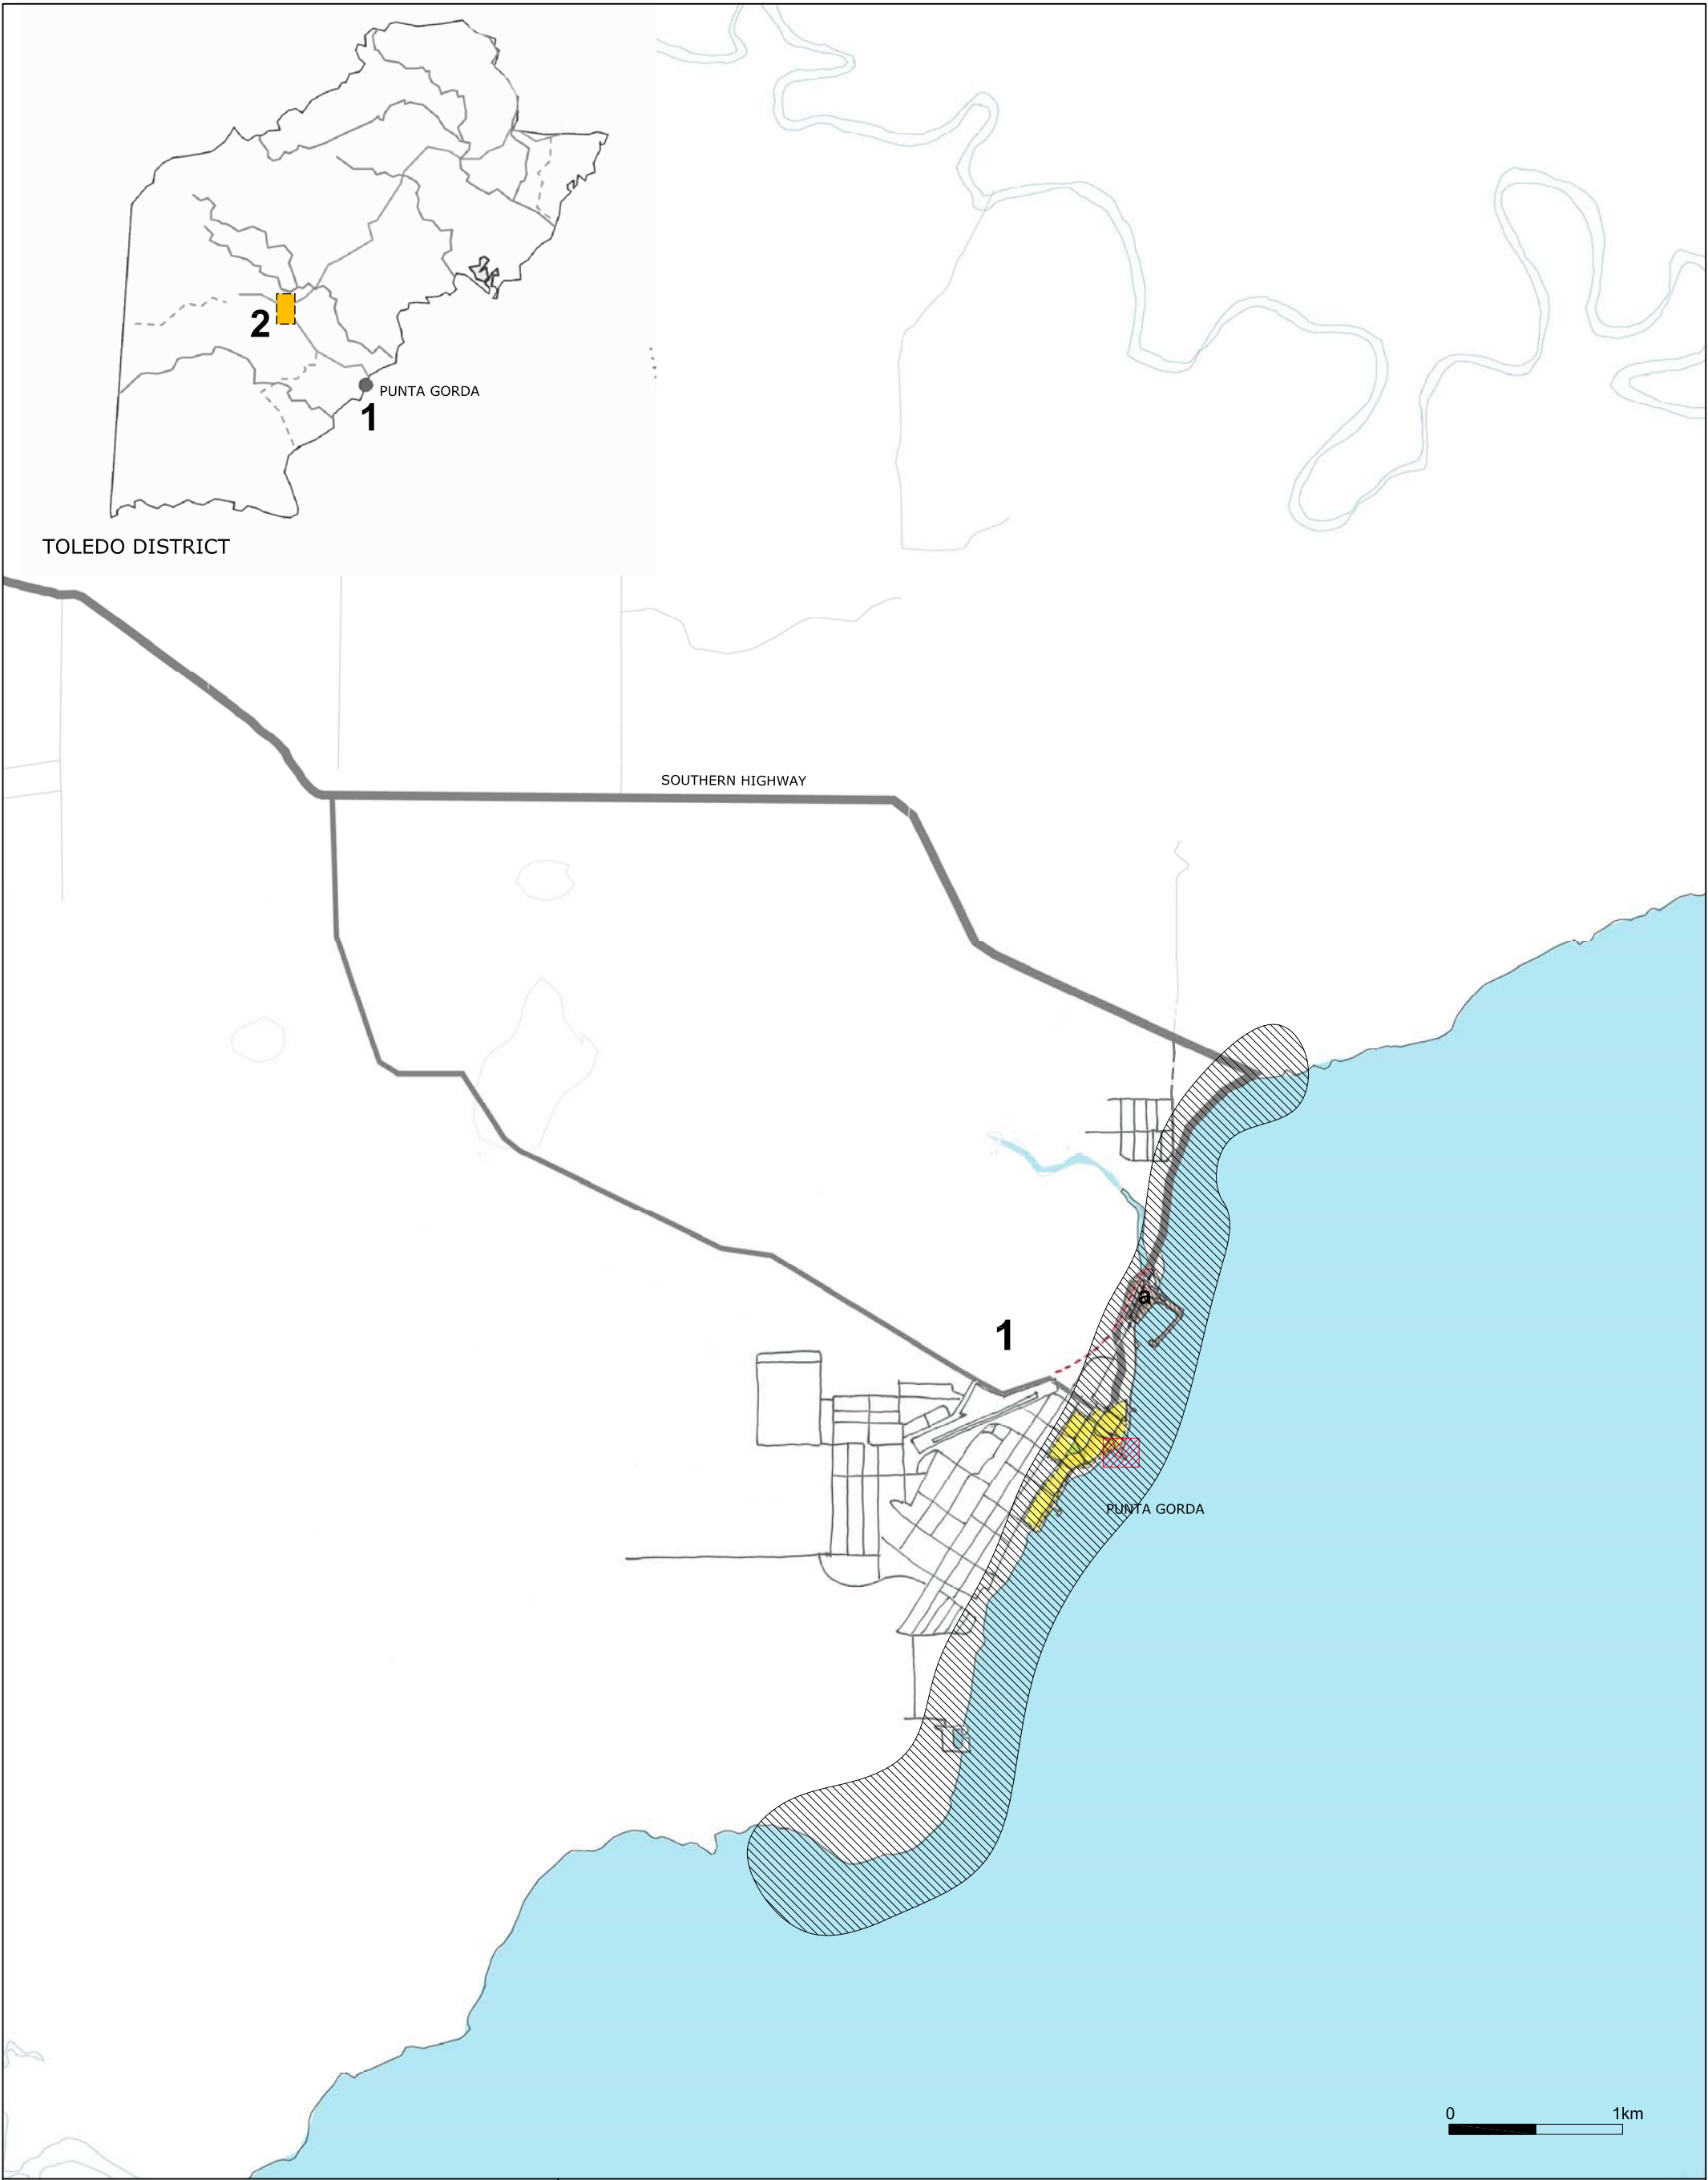 2
PUNTA GORDA
1
TOLEDO DISTRICT
SOUTHERN HIGHWAY
a
1
PUNTA GORDA
0 1km